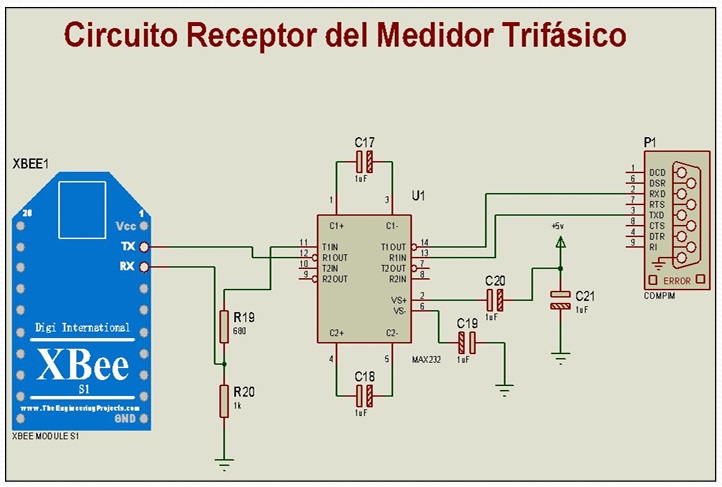 Circuito Receptor del Medidor Trifásico
XBEE1
20
1
Vcc
TX
RX
Digi International
XBee
S1
www.TheEngineeringProjects.com
GND
XBEE MODULE S1
R19
680
R20
1k
C17
1uF
1
3
U1
C1+
C1-
11
T1IN
T1OUT
14
12
R1OUT
R1IN
13
10
T2IN
T2OUT
7
9
R2OUT
R2IN
8
VS+
2
VS-
6
C2+
C2-
4
5
MAX232
C18
1uF
C20
1uF
C19
1uF
+5v
C21
1uF
P1
1
DCD
6
DSR
2
RXD
7
RTS
3
TXD
8
CTS
4
DTR
9
RI
ERROR
COMPIM